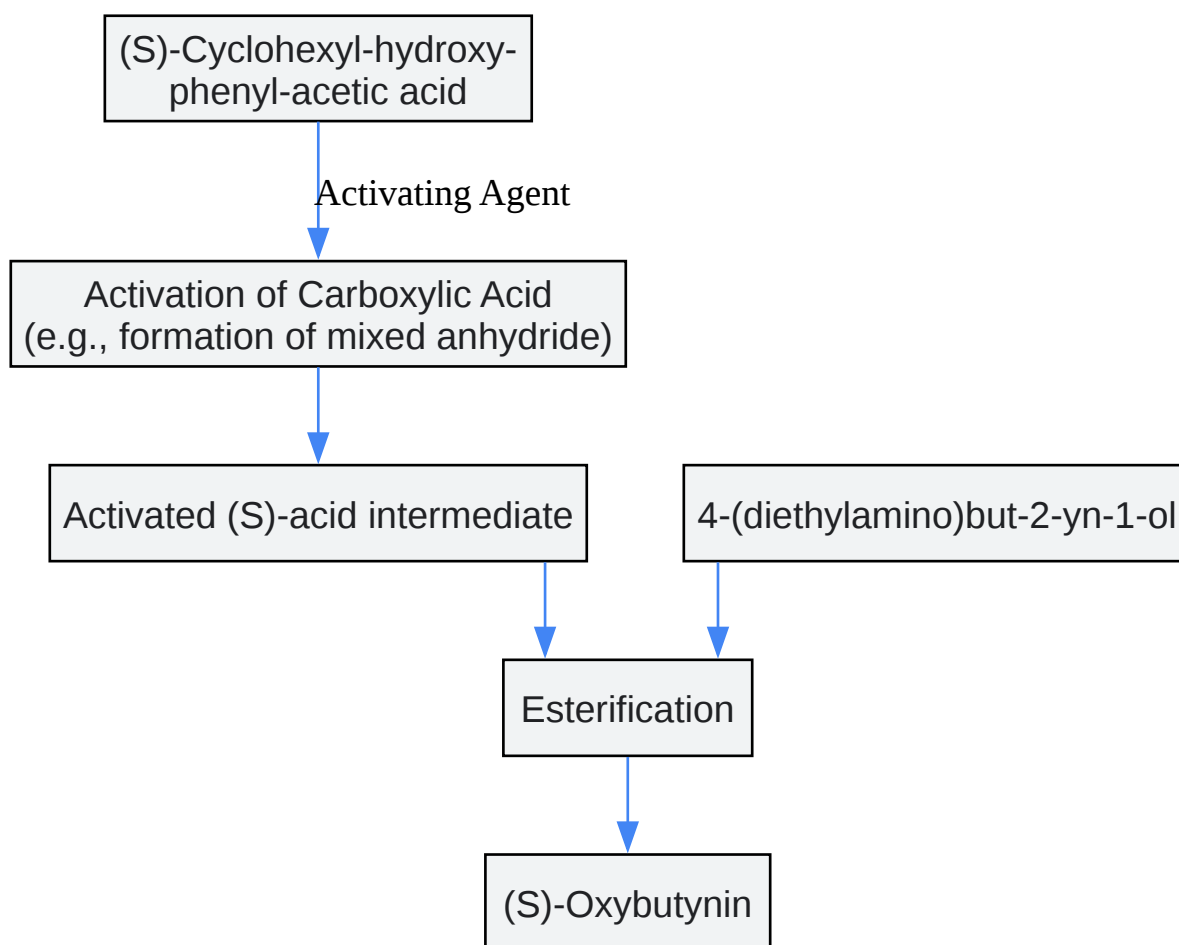 (S)-Cyclohexyl-hydroxy-
phenyl-acetic acid
Activating Agent
Activation of Carboxylic Acid
(e.g., formation of mixed anhydride)
Activated (S)-acid intermediate
4-(diethylamino)but-2-yn-1-ol
Esterification
(S)-Oxybutynin